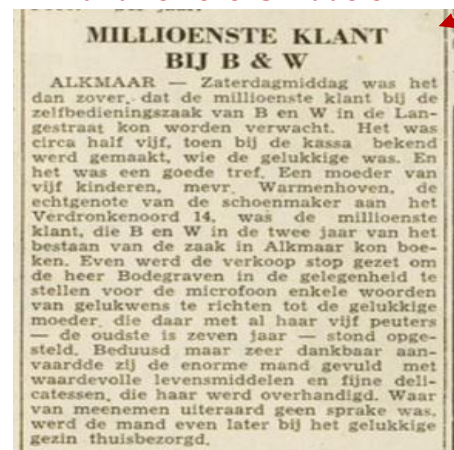 MILLIOENSTE KLANT
BIJ B & W
ALKMAAR — Zaterdagmiddag was het
dan zover, dat de millioenste klant bij de
zelfbedieningszaak van B en W in de Lan-
gestraat kon worden verwacht. Het was
circa half vijf, toen bij de kassa bekend
werd gemaakt, wie de gelukkige was. En
het was een goede tref. Een moeder van
vijf kinderen, mevr. Warmenhoven, de
echtgenote van de schoenmaker aan het
Verdronkenoord 14, was de millioenste
klant, die B en W in de twee jaar van het
bestaan van de zaak in Alkmaar kon boe-
ken. Even werd de verkoop stop gezet om
de heer Bodegraven in de gelegenheid te
stellen voor de microfoon enkele woorden
van gelukwens te richten tot de gelukkige
moeder, die daar met al haar vijf peuters
— de oudste is zeven jaar — stond opge-
steld. Beduusd maar zeer dankbaar aan-
vaardde zij de enorme mand gevuld met
waardevolle levensmiddelen en fijne deli-
catessen, die haar werd overhandigd. Waar
van meenemen uiteraard geen sprake was,
werd de mand even later bij het gelukkige
gezin thuisbezorgd.